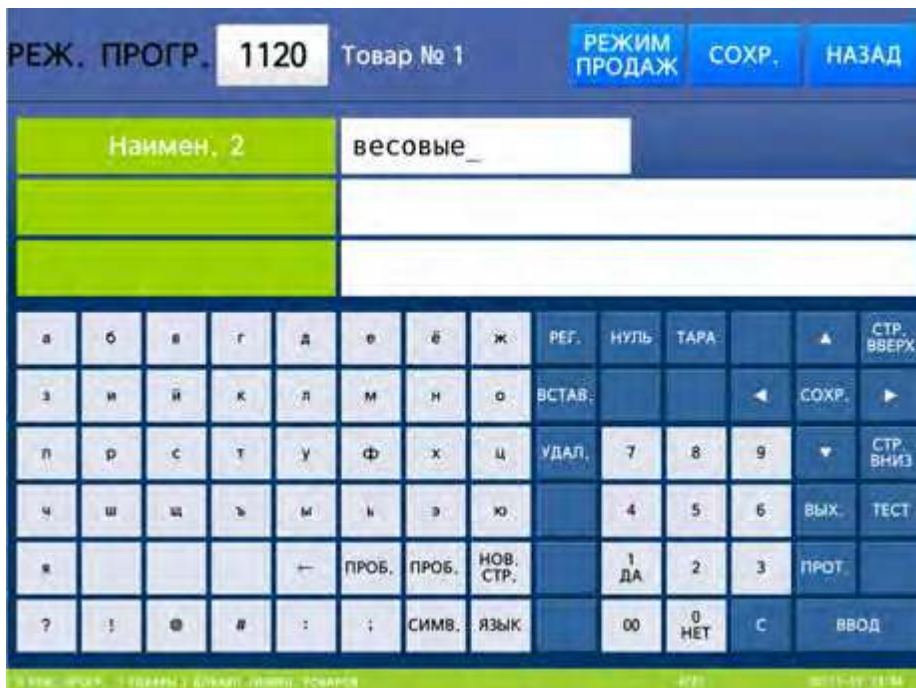 РЕЖ. ПРОГР. 1120 Товар № 1 РЕЖИМ ПРОДАЖ СОХР. НАЗАД
Наимен. 2 весовые_
а б в г д е ё ж РЕГ. НУЛЬ ТАРА ▲ СТР. ВВЕРХ
з и й к л м н о ВСТАВ. ◀ СОХР. ▶
п р с т у ф х ц УДАЛ. 7 8 9 ▼ СТР. ВНИЗ
ч ш щ ъ ы ь э ю 4 5 6 ВЫХ. ТЕСТ
я ← ПРОБ. ПРОБ. НОВ. СТР. 1 ДА 2 3 ПРОТ.
? ! @ # : ; СИМВ. ЯЗЫК 00 0 НЕТ С ВВОД